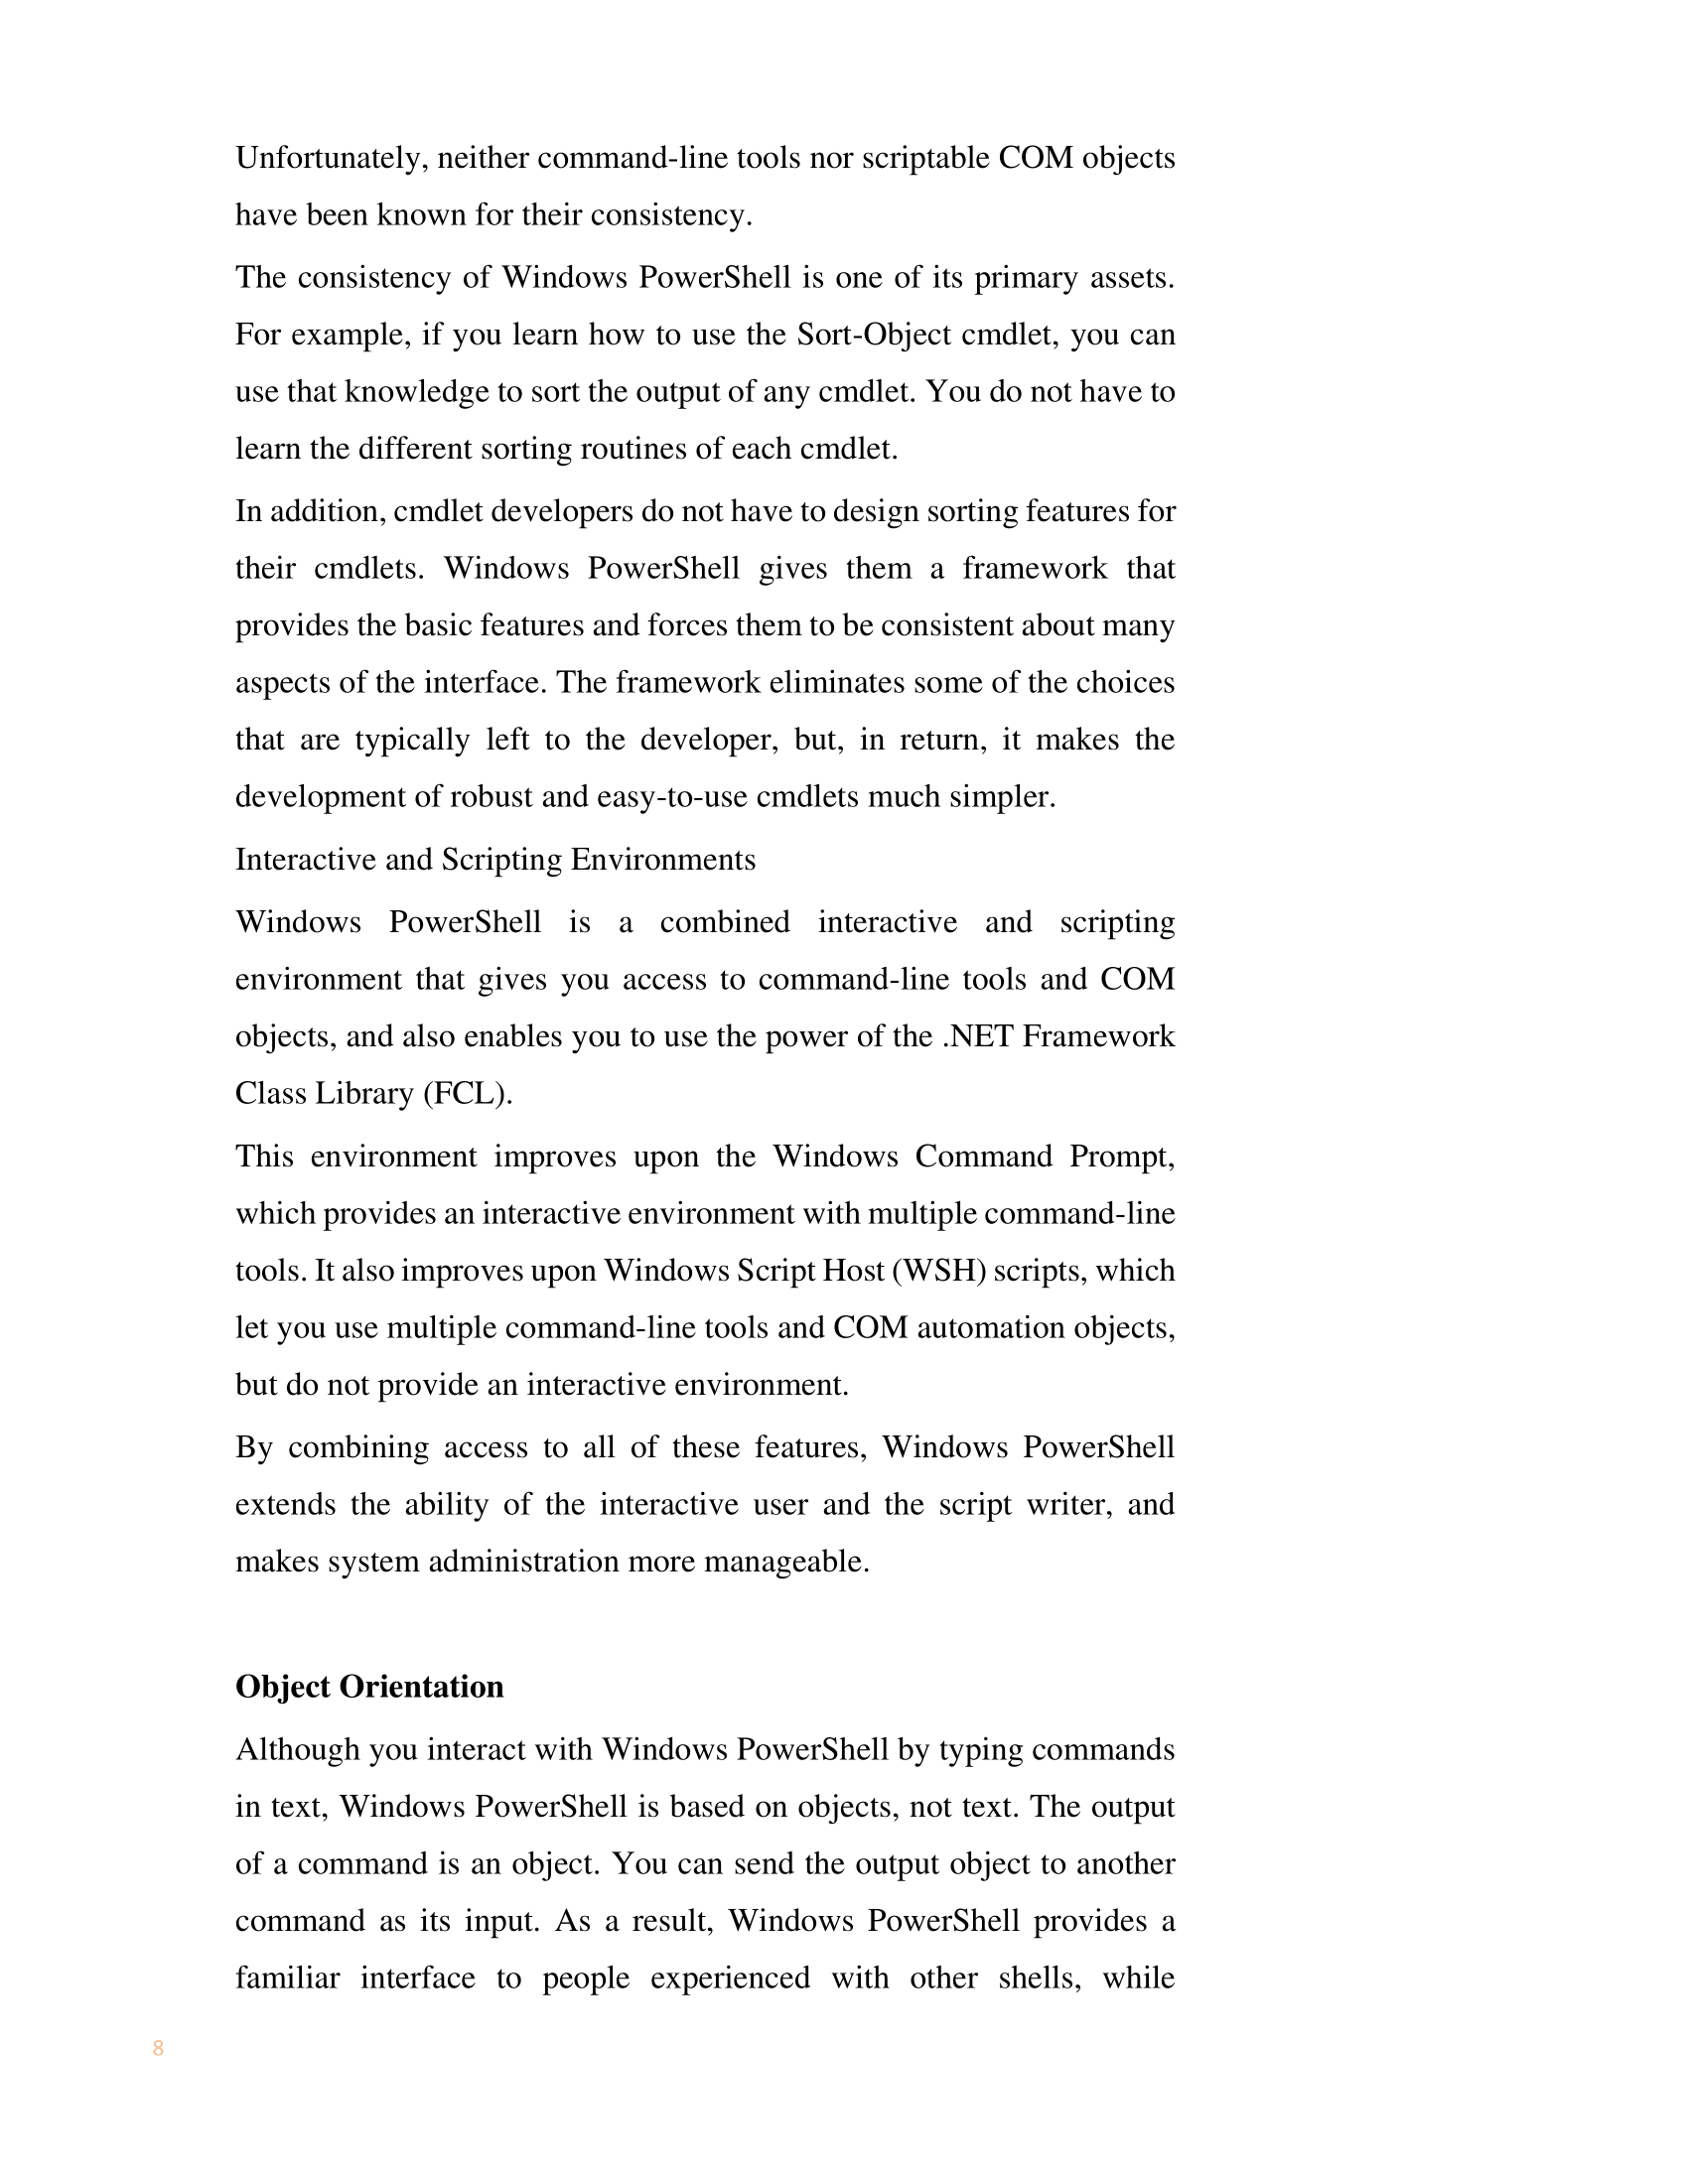 Unfortunately, neither command-line tools nor scriptable COM objects
have been known for their consistency.
The consistency of Windows PowerShell is one of its primary assets.
For example, if you learn how to use the Sort-Object cmdlet, you can
use that knowledge to sort the output of any cmdlet. You do not have to
learn the different sorting routines of each cmdlet.
In addition, cmdlet developers do not have to design sorting features for
their cmdlets. Windows PowerShell gives them a framework that
provides the basic features and forces them to be consistent about many
aspects of the interface. The framework eliminates some of the choices
that are typically left to the developer, but, in return, it makes the
development of robust and easy-to-use cmdlets much simpler.
Interactive and Scripting Environments
Windows PowerShell is a combined interactive and scripting
environment that gives you access to command-line tools and COM
objects, and also enables you to use the power of the .NET Framework
Class Library (FCL).
This environment improves upon the Windows Command Prompt,
which provides an interactive environment with multiple command-line
tools. It also improves upon Windows Script Host (WSH) scripts, which
let you use multiple command-line tools and COM automation objects,
but do not provide an interactive environment.
By combining access to all of these features, Windows PowerShell
extends the ability of the interactive user and the script writer, and
makes system administration more manageable.
Object Orientation
Although you interact with Windows PowerShell by typing commands
in text, Windows PowerShell is based on objects, not text. The output
of a command is an object. You can send the output object to another
command as its input. As a result, Windows PowerShell provides a
familiar interface to people experienced with other shells, while
8